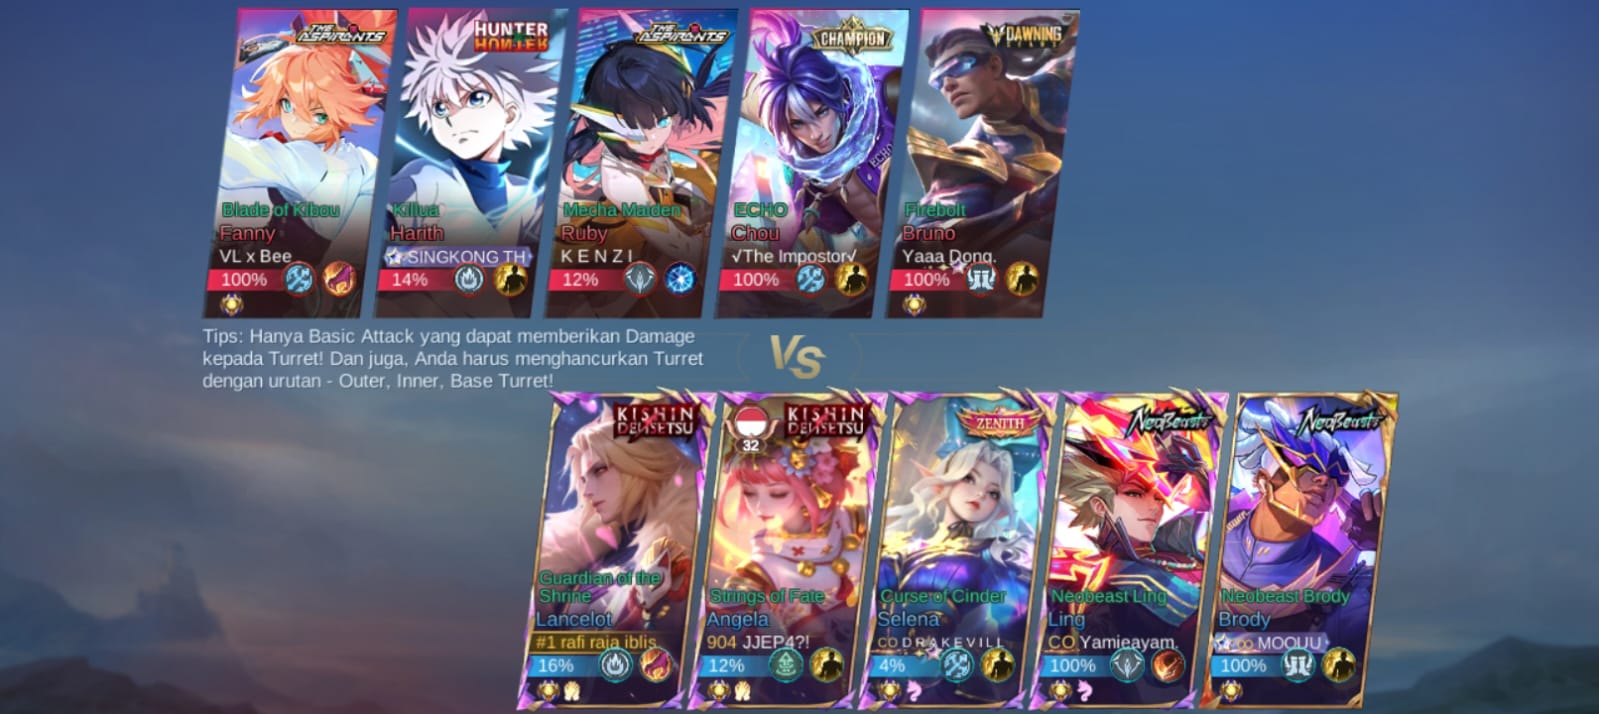 THE ASPIRANTS
HUNTER HUNTER
THE ASPIRANTS
CHAMPION
DAWNING STARS
ECHO
Blade of Kibou
Fanny
VL x Bee
100%
Killua
Harith
SINGKONG TH
14%
Mecha Maiden
Ruby
K E N Z I
12%
ECHO
Chou
√The Impostor√
100%
Firebolt
Bruno
Yaaa Dong.
100%
Tips: Hanya Basic Attack yang dapat memberikan Damage
kepada Turret! Dan juga, Anda harus menghancurkan Turret
dengan urutan - Outer, Inner, Base Turret!
VS
KISHIN DENSETSU
32
KISHIN DENSETSU
ZENITH
NeoBeasts
NeoBeasts
Guardian of the
Shrine
Lancelot
#1 rafi raja iblis
16%
Strings of Fate
Angela
904 JJEP4?!
12%
Curse of Cinder
Selena
CO D R A K E V I L L
4%
Neobeast Ling
Ling
CO Yamieayam.
100%
Neobeast Brody
Brody
CO MOOUU
100%